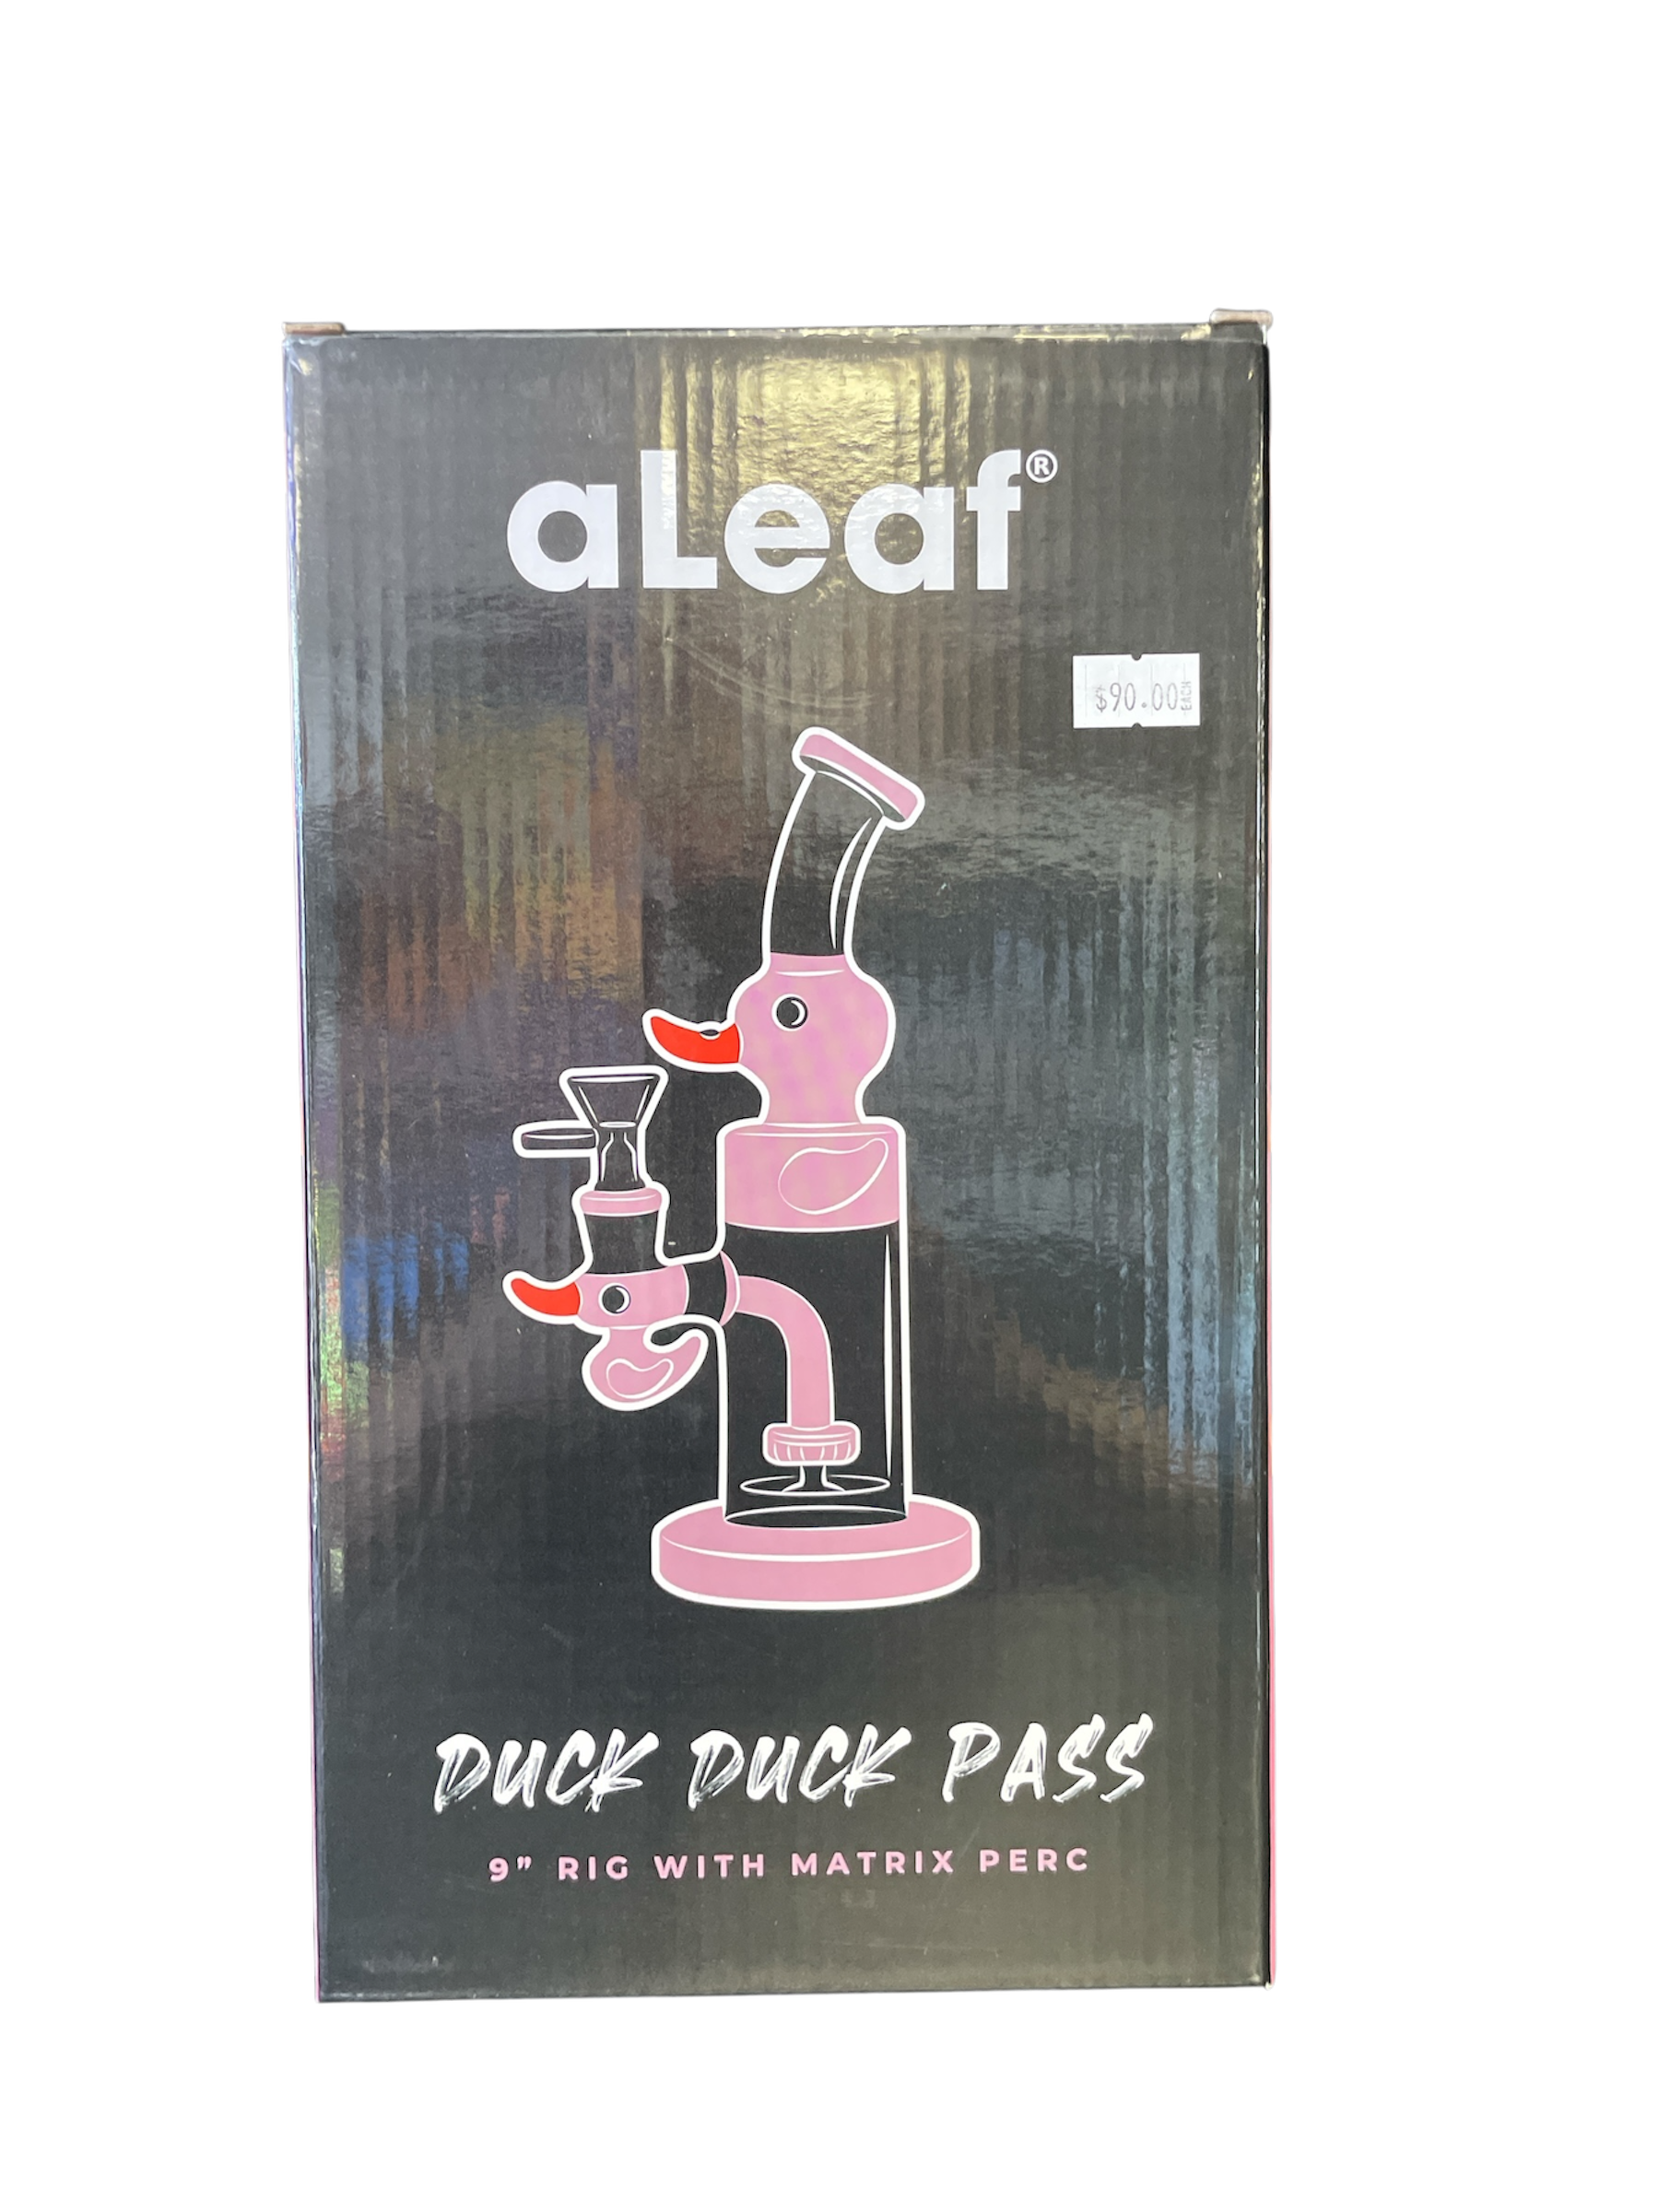 aLeaf®
$90.00 EACH
DUCK DUCK PASS
9” RIG WITH MATRIX PERC